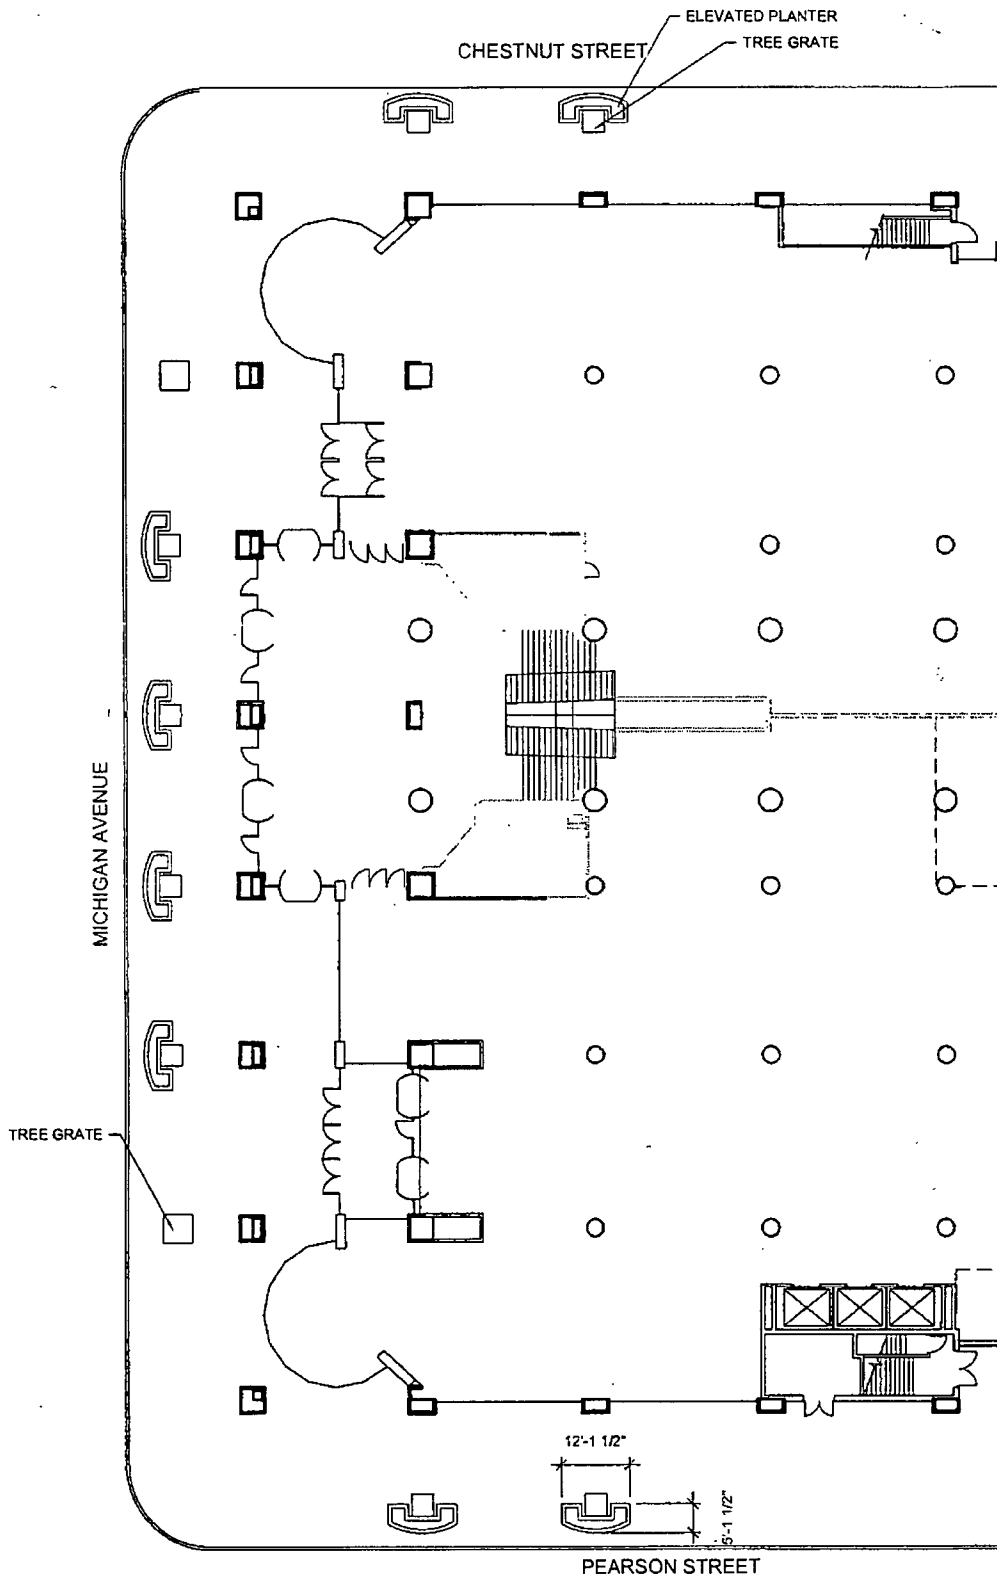 ELEVATED PLANTER
TREE GRATE
CHESTNUT STREET
MICHIGAN AVENUE
TREE GRATE
12'-1 1/2"
5'-1 1/2"
PEARSON STREET